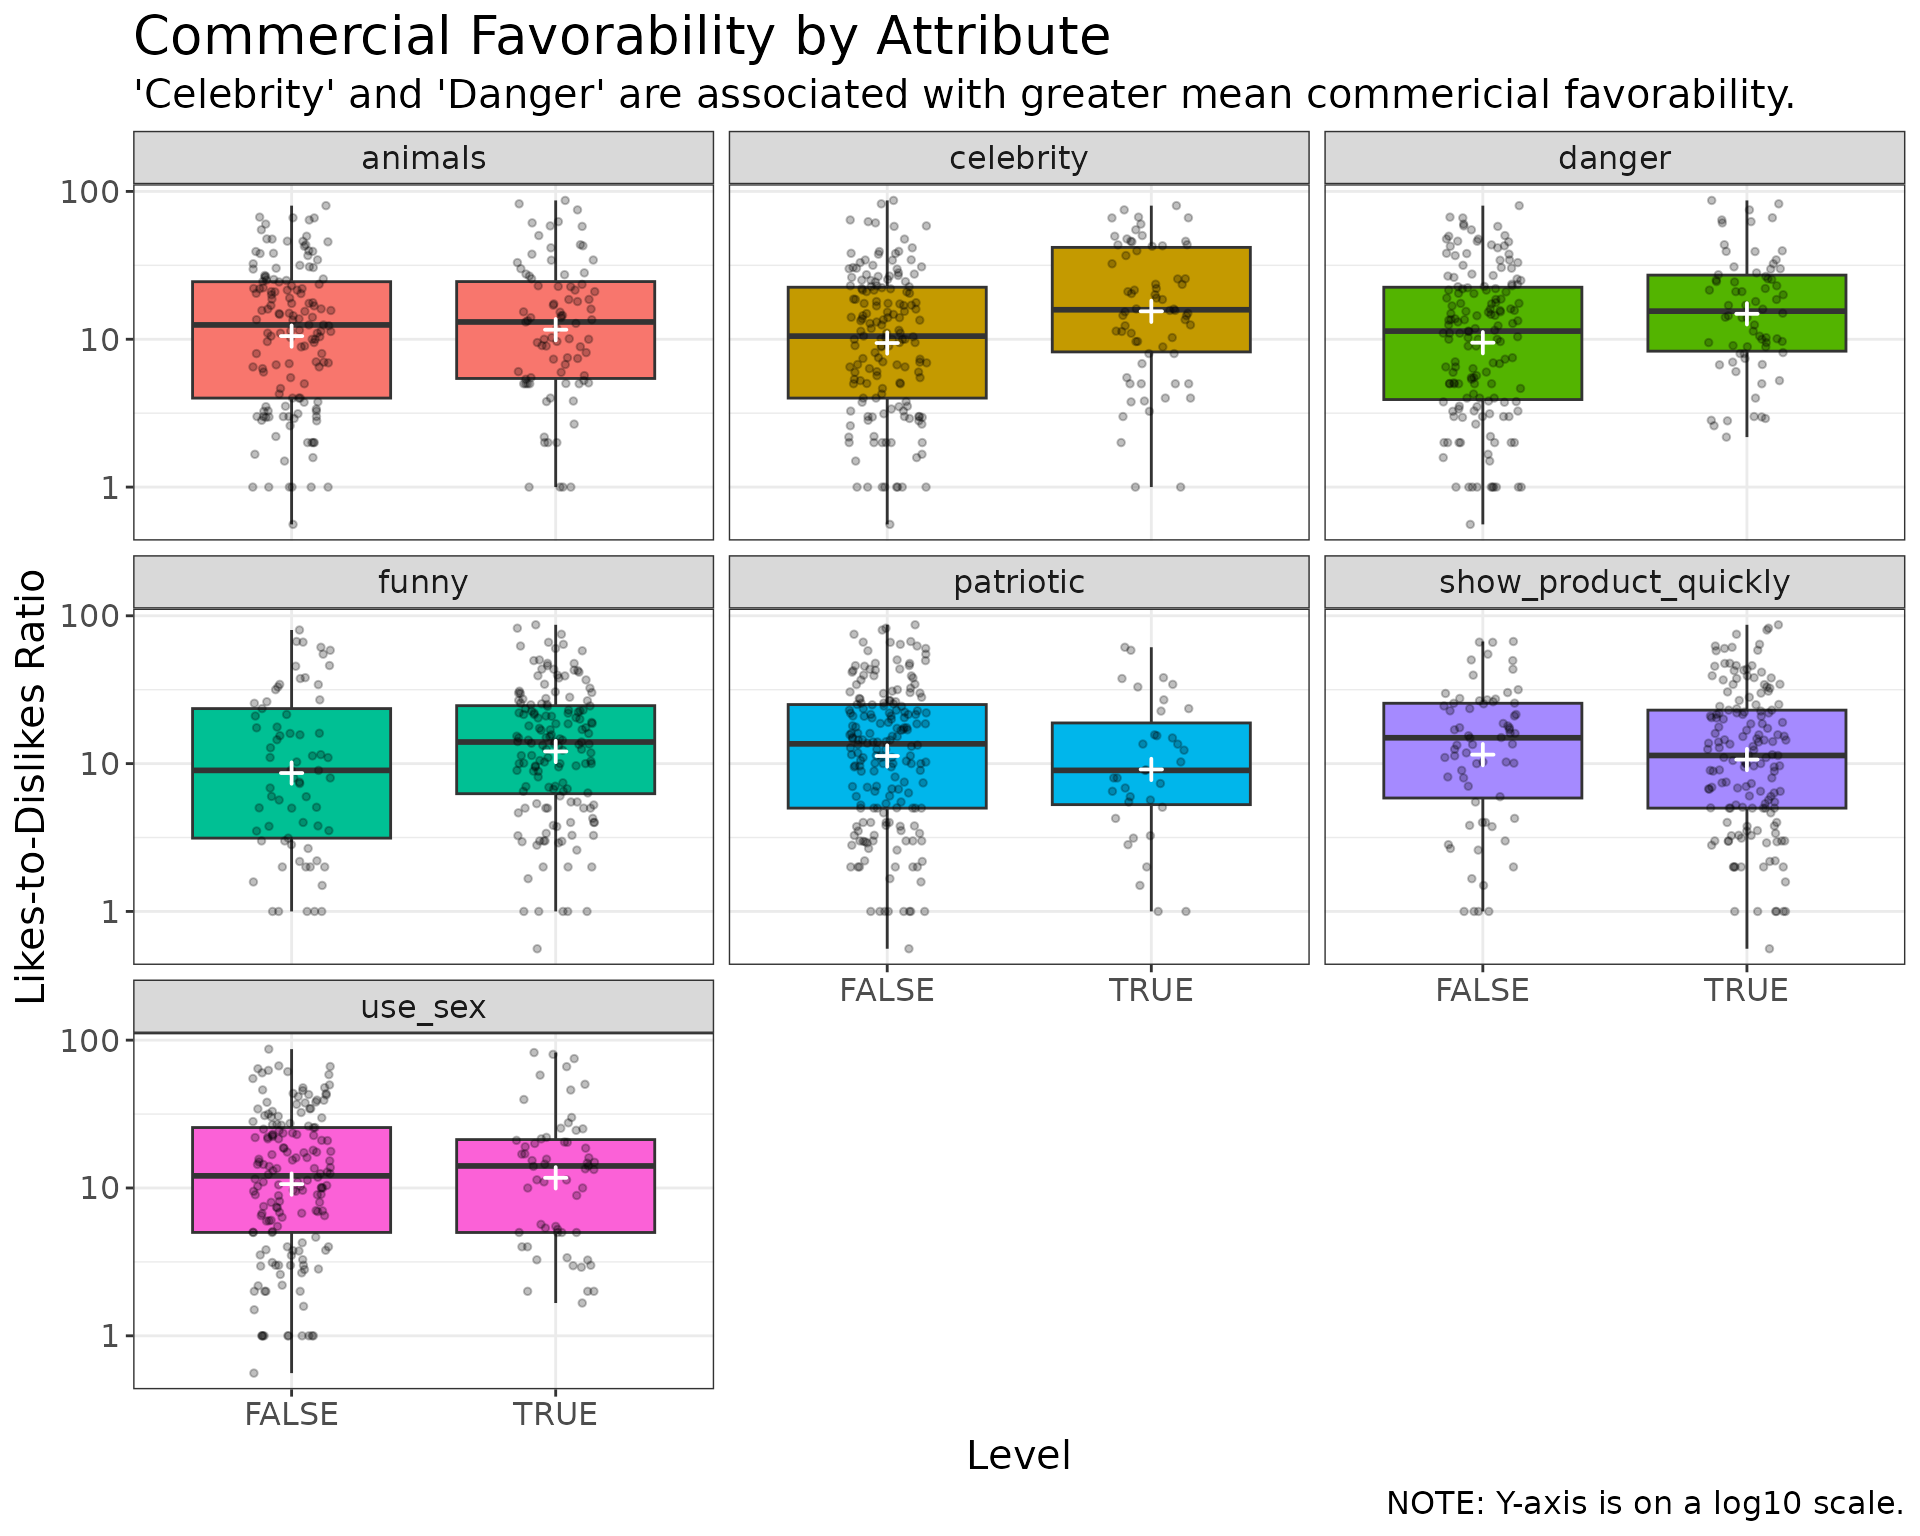 Commercial Favorability by Attribute
'Celebrity' and 'Danger' are associated with greater mean commericial favorability.
animals
celebrity
danger
100
10
1
funny
patriotic
show_product_quickly
100
10
1
FALSE
TRUE
FALSE
TRUE
use_sex
100
10
1
FALSE
TRUE
Likes-to-Dislikes Ratio
Level
NOTE: Y-axis is on a log10 scale.